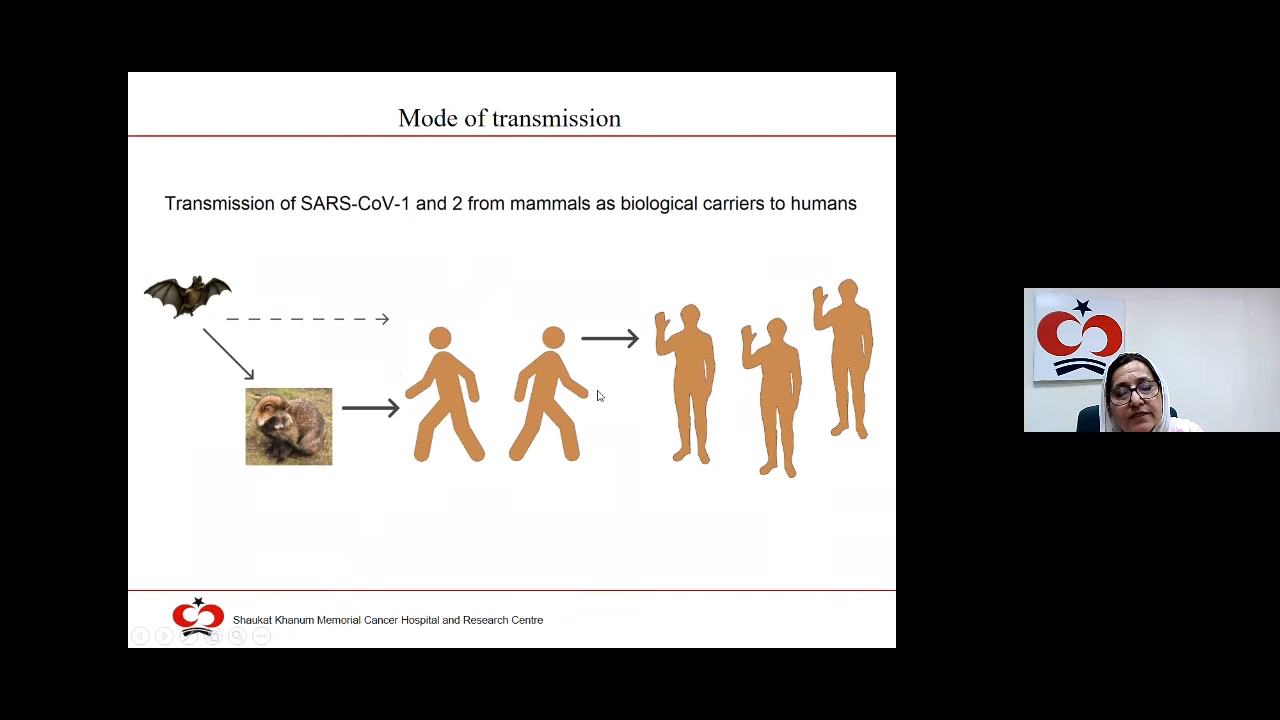 Mode of transmission
Transmission of SARS-CoV-1 and 2 from mammals as biological carriers to humans
Shaukat Khanum Memorial Cancer Hospital and Research Centre